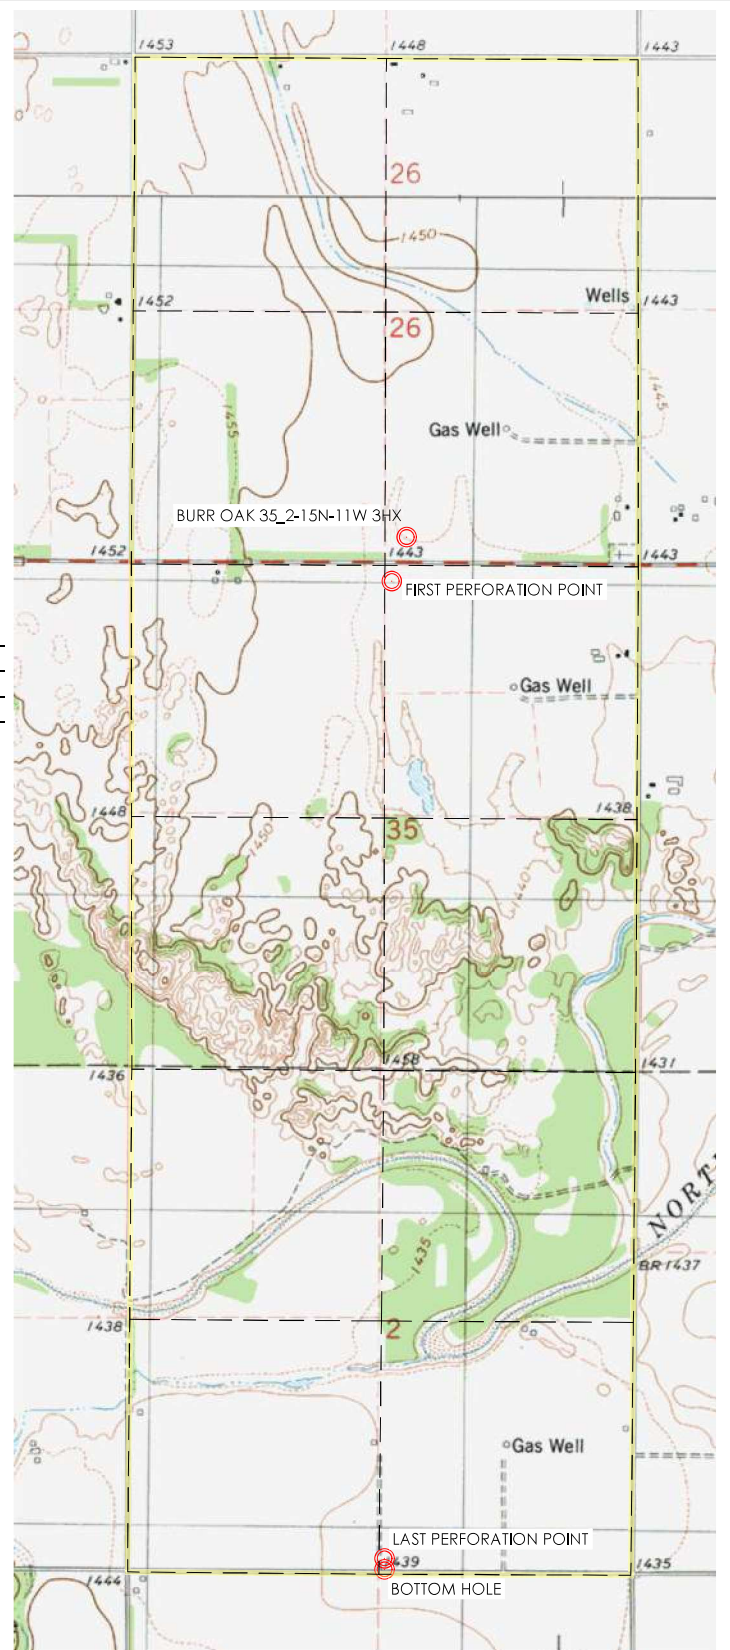 1453 1448 1443
26
1450
1452 Wells 1443
26
1445
1455
Gas Well
BURR OAK 35_2-15N-11W 3HX
1452 1443 1443
FIRST PERFORATION POINT
Gas Well
1448 1438
35
1450
1440
1458
1436 1431
NORT
1435
BR 1437
1438
2
Gas Well
LAST PERFORATION POINT
1439 1435
1444
BOTTOM HOLE